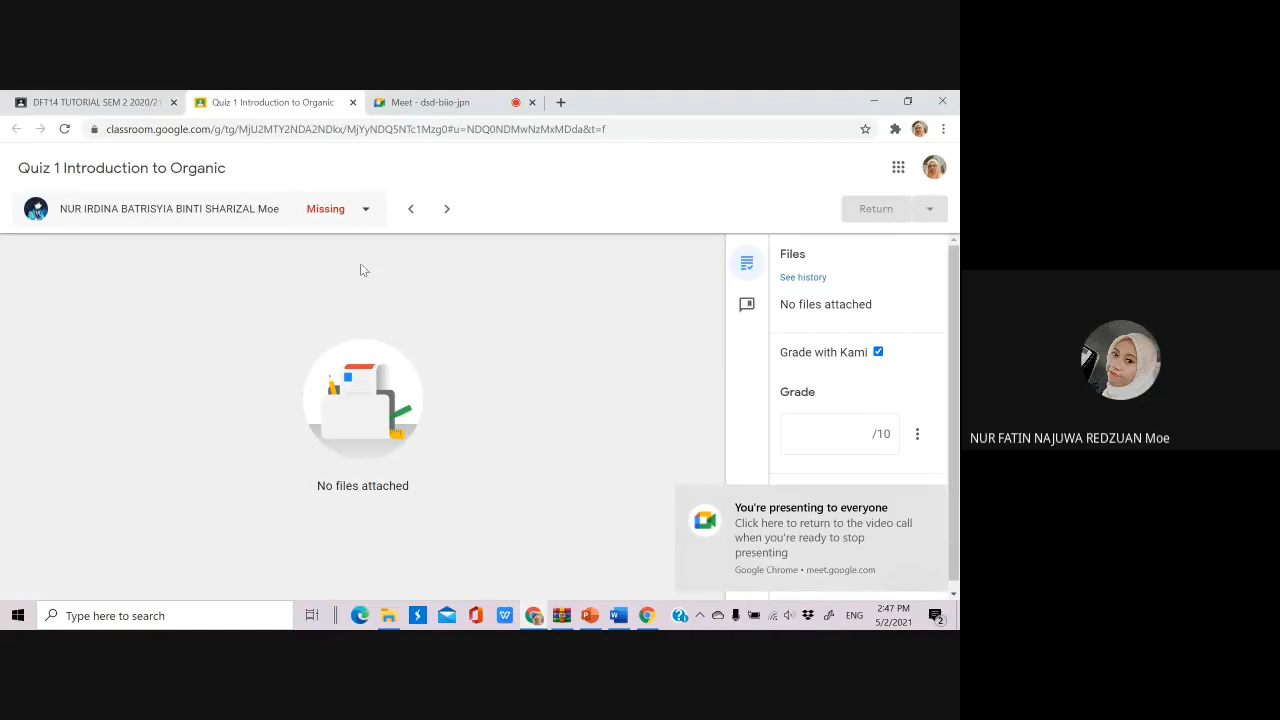 DFT14 TUTORIAL SEM 2 2020/21
Quiz 1 Introduction to Organic
Meet - dsd-biio-jpn
classroom.google.com/g/tg/MjU2MTY2NDA2NDkx/MjYyNDQ5NTc1Mzg0#u=NDQ0NDMwNzMxMDda&t=f
Quiz 1 Introduction to Organic
NUR IRDINA BATRISYIA BINTI SHARIZAL Moe
Missing
Return
Files
See history
No files attached
Grade with Kami
Grade
/10
No files attached
You're presenting to everyone
Click here to return to the video call
when you're ready to stop
presenting
Google Chrome • meet.google.com
NUR FATIN NAJUWA REDZUAN Moe
Type here to search
ENG
2:47 PM
5/2/2021
2